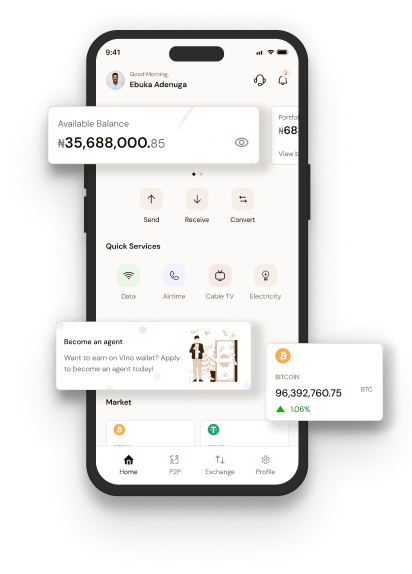 9:41
Good Morning,
Ebuka Adenuga
2
Available Balance
₦35,688,000.85
₦68
View
Send
Receive
Convert
Quick Services
Data
Airtime
Cable TV
Electricity
Become an agent
Want to earn on Vino wallet? Apply
to become an agent today!
BITCOIN
96,392,760.75
BTC
1.06%
Market
Home
P2P
Exchange
Profile